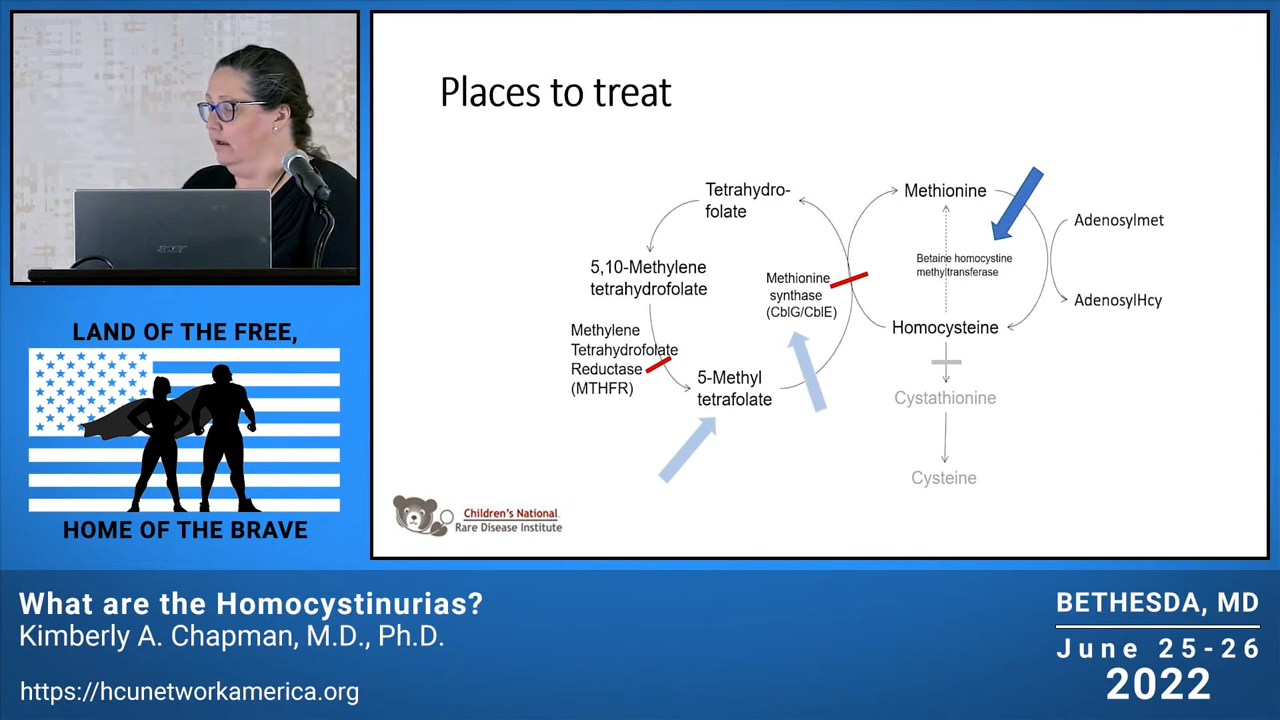 Places to treat
Tetrahydro-
folate
Methionine
Adenosylmet
5,10-Methylene
tetrahydrofolate
Betaine homocystine
methyltransferase
Methionine
synthase
(CblG/CblE)
AdenosylHcy
Homocysteine
Methylene
Tetrahydrofolate
Reductase
(MTHFR)
5-Methyl
tetrafolate
Cystathionine
Cysteine
Children's National
Rare Disease Institute
acer
LAND OF THE FREE,
HOME OF THE BRAVE
What are the Homocystinurias?
Kimberly A. Chapman, M.D., Ph.D.
https://hcunetworkamerica.org
BETHESDA, MD
June 25-26
2022